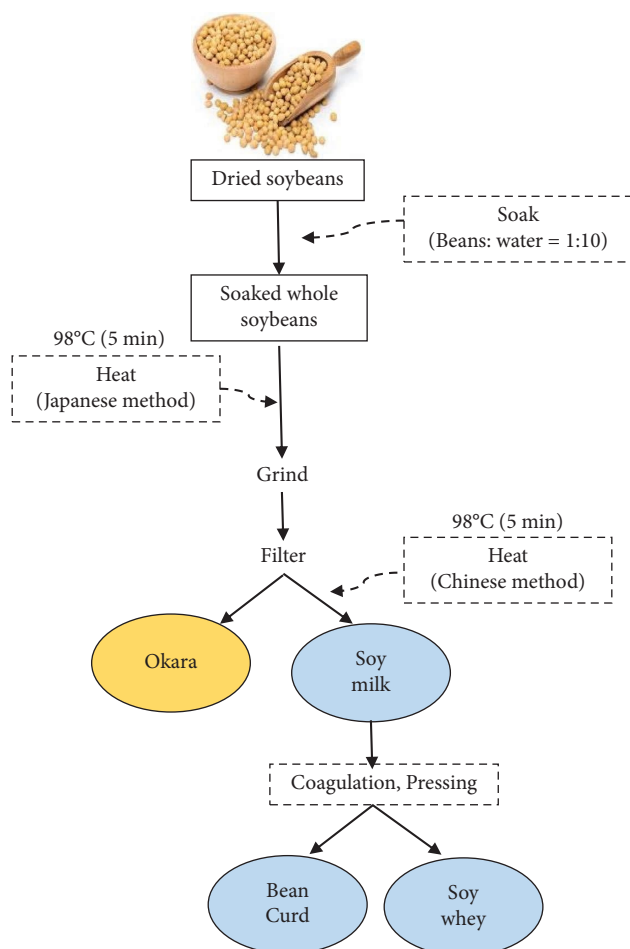 Dried soybeans
Soak
(Beans: water = 1:10)
Soaked whole
soybeans
98°C (5 min)
Heat
(Japanese method)
Grind
98°C (5 min)
Filter
Heat
(Chinese method)
Okara
Soy
milk
Coagulation, Pressing
Bean
Curd
Soy
whey